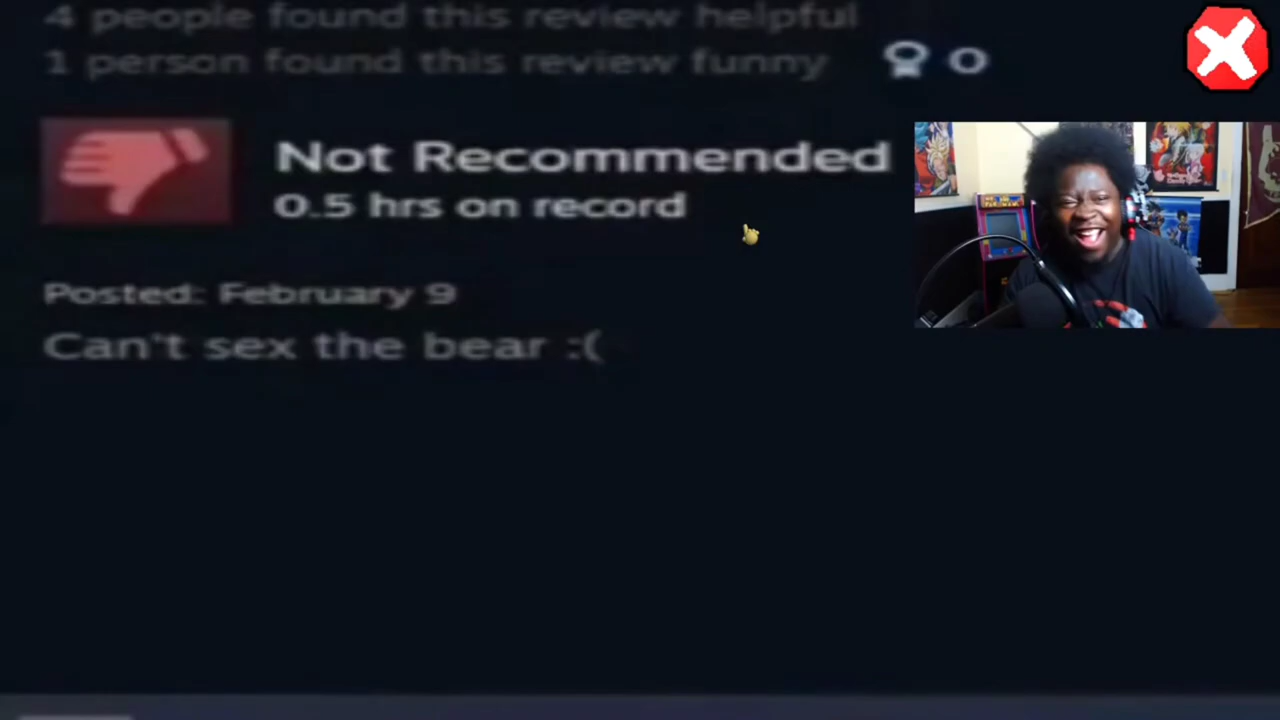 4 people found this review helpful
1 person found this review funny
0
Not Recommended
0.5 hrs on record
Posted: February 9
Can't sex the bear :(